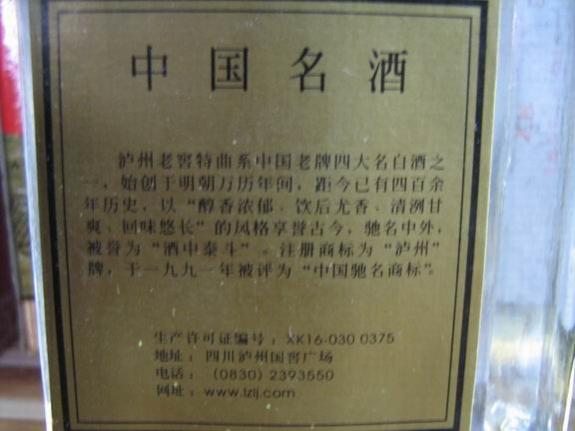 中国名酒
泸州老窖特曲系中国老牌四大名白酒之
一，始创于明朝万历年间，距今已有四百余
年历史，以“醇香浓郁、饮后尤香、清洌甘
爽、回味悠长”的风格享誉古今，驰名中外，
被誉为“酒中泰斗”。注册商标为“泸州”
牌，于一九九一年被评为“中国驰名商标”。
生产许可证编号：XK16-030 0375
地址：四川泸州国窖广场
电话：(0830) 2393550
网址：www.lzlj.com